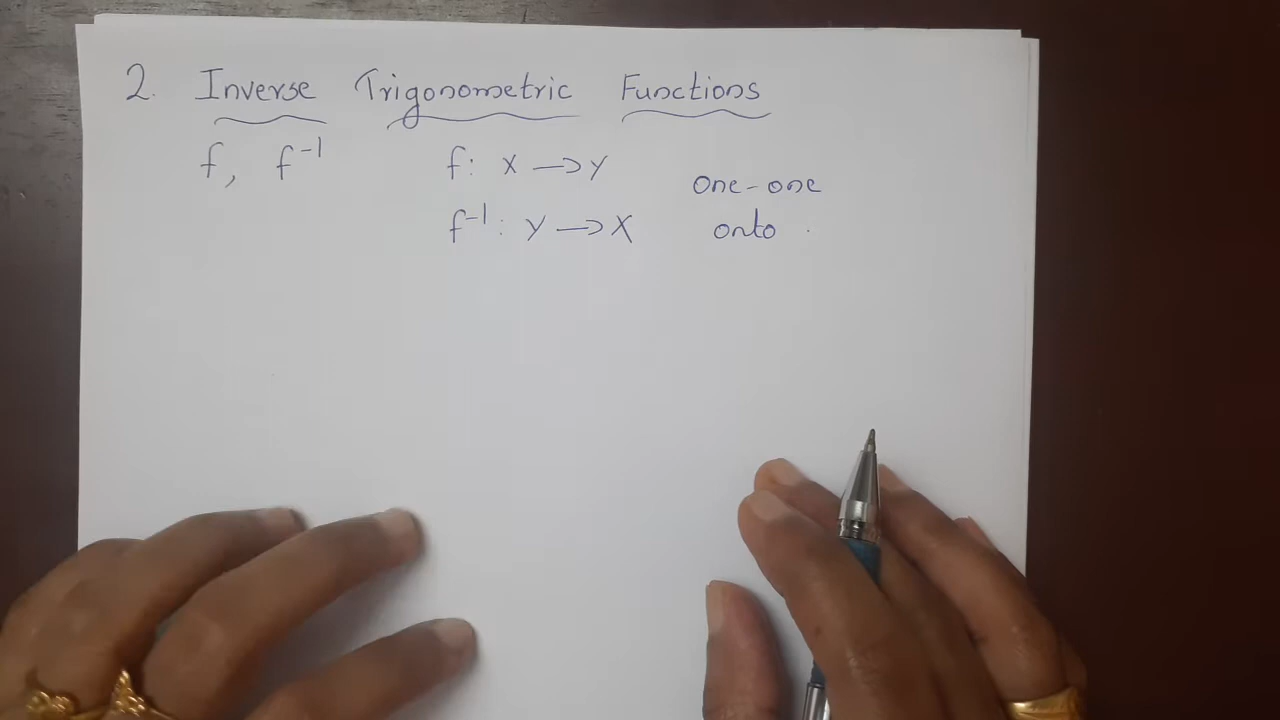 2. Inverse Trigonometric Functions
f, f⁻¹ f: X → Y
one-one
f⁻¹: Y → X onto